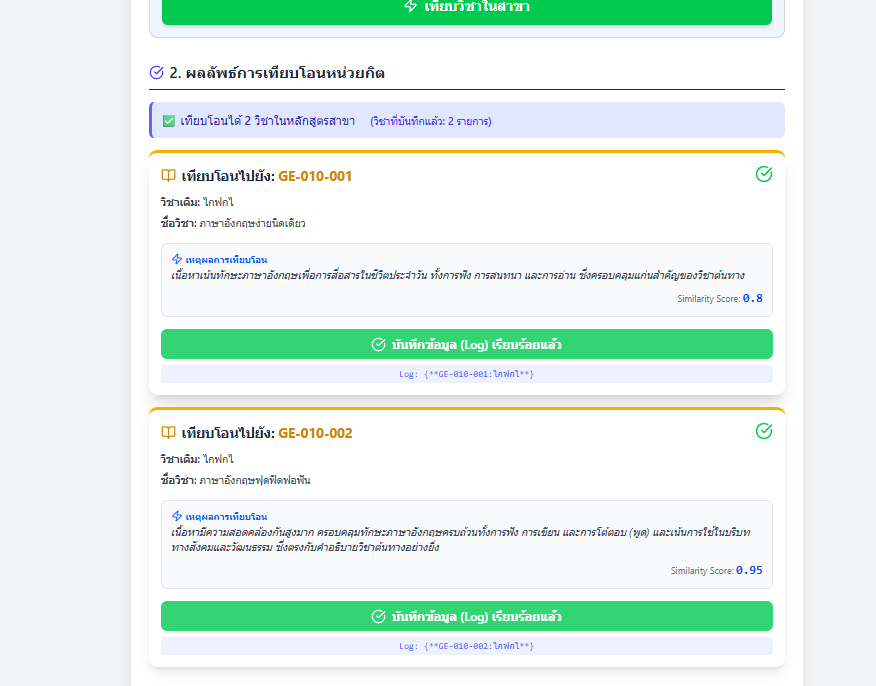 เทียบวิชาในสาขา
2. ผลลัพธ์การเทียบโอนหน่วยกิต
เทียบโอนได้ 2 วิชาในหลักสูตรสาขา (วิชาที่บันทึกแล้ว: 2 รายการ)
เทียบโอนไปยัง: GE-010-001
วิชาเดิม: ไกฟกไ
ชื่อวิชา: ภาษาอังกฤษง่ายนิดเดียว
เหตุผลการเทียบโอน
เนื้อหาเน้นทักษะภาษาอังกฤษเพื่อการสื่อสารในชีวิตประจำวัน ทั้งการฟัง การสนทนา และการอ่าน ซึ่งครอบคลุมแก่นสำคัญของวิชาต้นทาง
Similarity Score: 0.8
บันทึกข้อมูล (Log) เรียบร้อยแล้ว
Log: {**GE-010-001:ไกฟกไ**}
เทียบโอนไปยัง: GE-010-002
วิชาเดิม: ไกฟกไ
ชื่อวิชา: ภาษาอังกฤษฟุดฟิตฟอฟัน
เหตุผลการเทียบโอน
เนื้อหามีความสอดคล้องกันสูงมาก ครอบคลุมทักษะภาษาอังกฤษครบถ้วนทั้งการฟัง การเขียน และการโต้ตอบ (พูด) และเน้นการใช้ในบริบท
ทางสังคมและวัฒนธรรม ซึ่งตรงกับคำอธิบายวิชาต้นทางอย่างยิ่ง
Similarity Score: 0.95
บันทึกข้อมูล (Log) เรียบร้อยแล้ว
Log: {**GE-010-002:ไกฟกไ**}